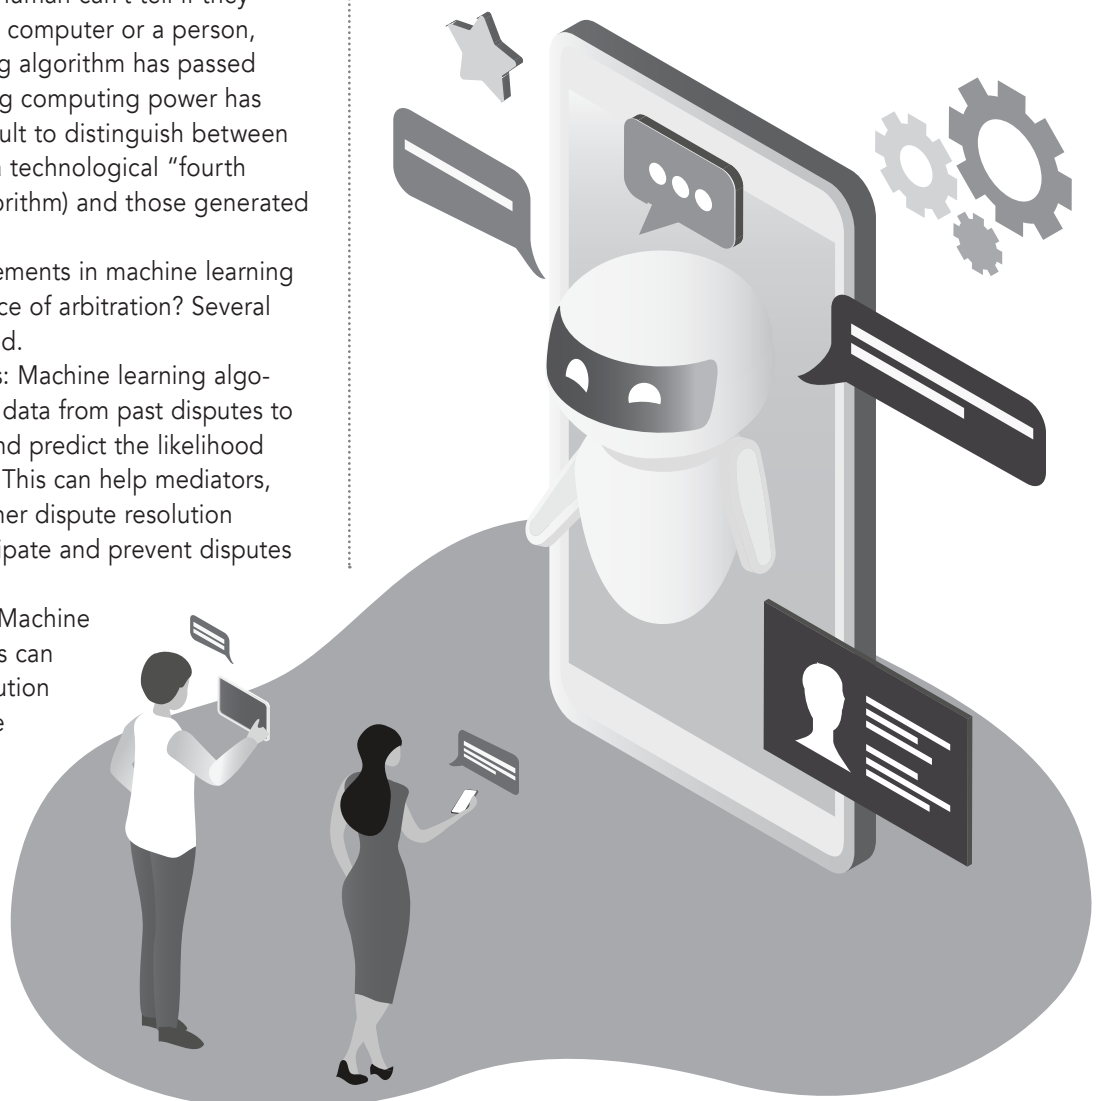 human can't tell if they
computer or a person,
g algorithm has passed
g computing power has
ult to distinguish between
technological “fourth
orithm) and those generated
ements in machine learning
ce of arbitration? Several
d.
s: Machine learning algo-
data from past disputes to
nd predict the likelihood
This can help mediators,
her dispute resolution
ipate and prevent disputes
Machine
s can
ution
e